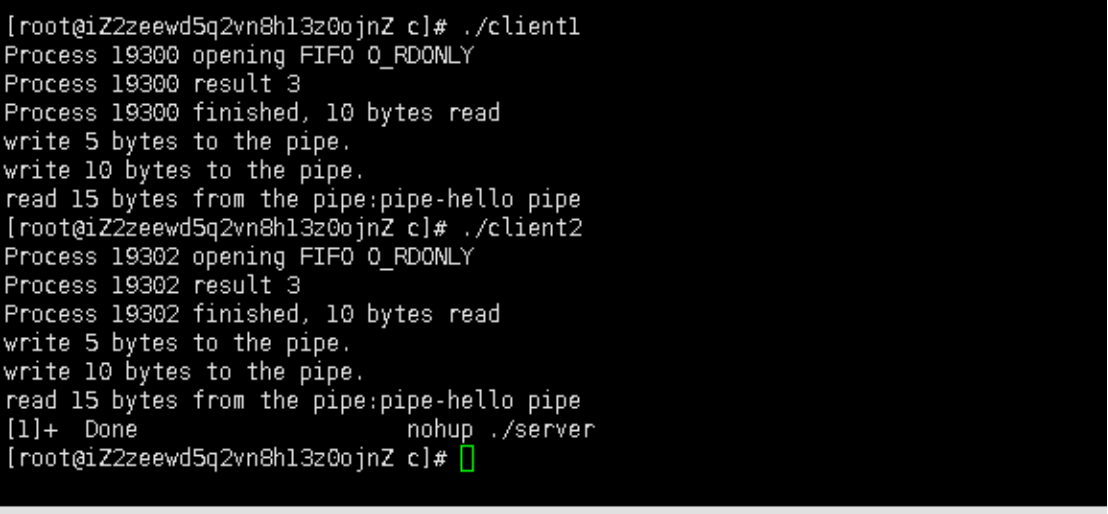 [root@iZ2zeewd5q2vn8hl3z0ojnZ c]# ./client1
Process 19300 opening FIFO O_RDONLY
Process 19300 result 3
Process 19300 finished, 10 bytes read
write 5 bytes to the pipe.
write 10 bytes to the pipe.
read 15 bytes from the pipe:pipe-hello pipe
[root@iZ2zeewd5q2vn8hl3z0ojnZ c]# ./client2
Process 19302 opening FIFO O_RDONLY
Process 19302 result 3
Process 19302 finished, 10 bytes read
write 5 bytes to the pipe.
write 10 bytes to the pipe.
read 15 bytes from the pipe:pipe-hello pipe
[1]+  Done                    nohup ./server
[root@iZ2zeewd5q2vn8hl3z0ojnZ c]#